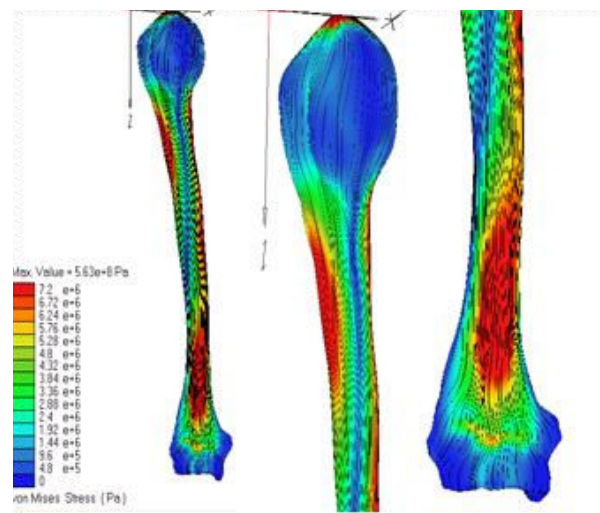 Max. Value = 5.63e+8 Pa
7.2 e+6
6.72 e+6
6.24 e+6
5.76 e+6
5.28 e+6
4.8 e+6
4.32 e+6
3.84 e+6
3.36 e+6
2.88 e+6
2.4 e+6
1.92 e+6
1.44 e+6
9.6 e+5
4.8 e+5
0
von Mises Stress (Pa)